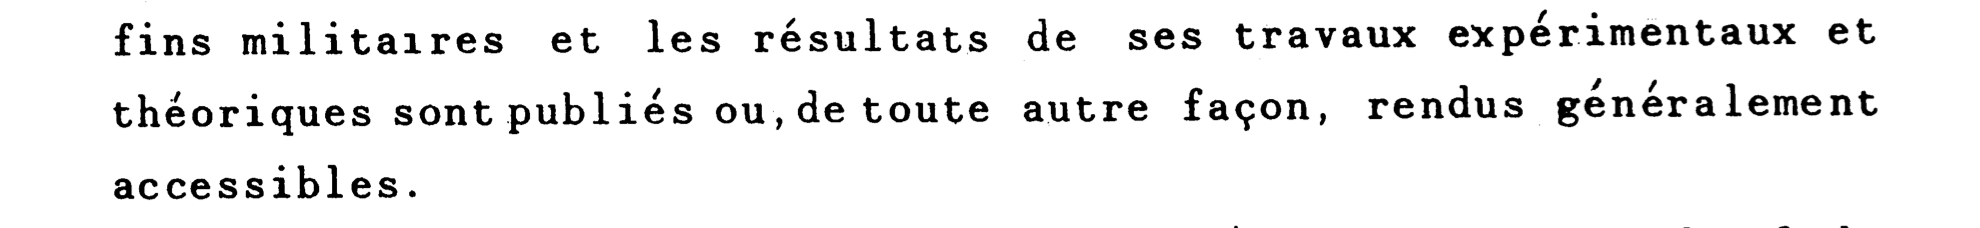 fins militaires et les résultats de ses travaux expérimentaux et
théoriques sont publiés ou, de toute autre façon, rendus généralement
accessibles.